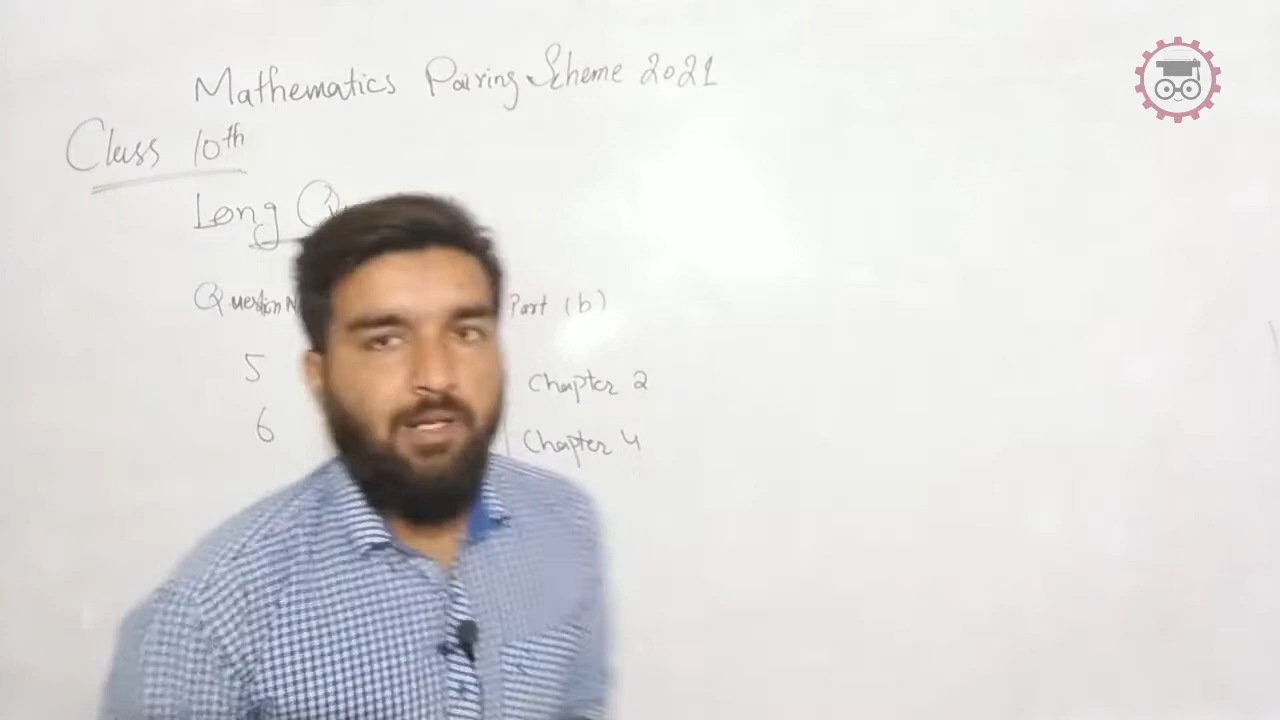 Mathematics Pairing Scheme 2021
Class 10th
Long
Question Part (b)
5 Chapter 2
6 Chapter 4